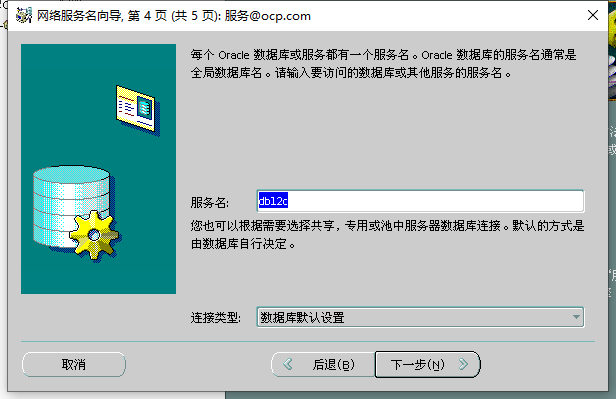 网络服务名向导, 第 4 页 (共 5 页): 服务@ocp.com
每个 Oracle 数据库或服务都有一个服务名。Oracle 数据库的服务名通常是
全局数据库名。请输入要访问的数据库或其他服务的服务名。
服务名:
db12c
您也可以根据需要选择共享，专用或池中服务器数据库连接。默认的方式是
由数据库自行决定。
连接类型:
数据库默认设置
取消
后退(B)
下一步(N)